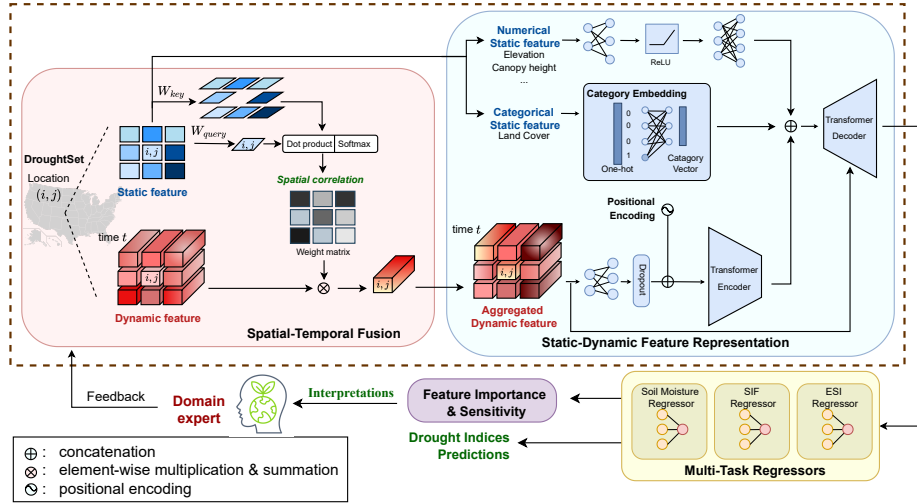 Numerical
Static feature
Elevation
Canopy height
...
ReLU
Categorical
Static feature
Land Cover
Category Embedding
0
0
0
1
One-hot
Catagory
Vector
Transformer
Decoder
W_key
W_query
i, j
Dot product
Softmax
i, j
Static feature
DroughtSet
Location
(i, j)
Spatial correlation
Weight matrix
time t
i, j
Dynamic feature
i, j
Spatial-Temporal Fusion
time t
i, j
Aggregated
Dynamic feature
Positional
Encoding
Dropout
Transformer
Encoder
Static-Dynamic Feature Representation
Feedback
Domain
expert
Interpretations
Feature Importance
& Sensitivity
Drought Indices
Predictions
Soil Moisture
Regressor
SIF
Regressor
ESI
Regressor
Multi-Task Regressors
⊕ : concatenation
⊗ : element-wise multiplication & summation
: positional encoding